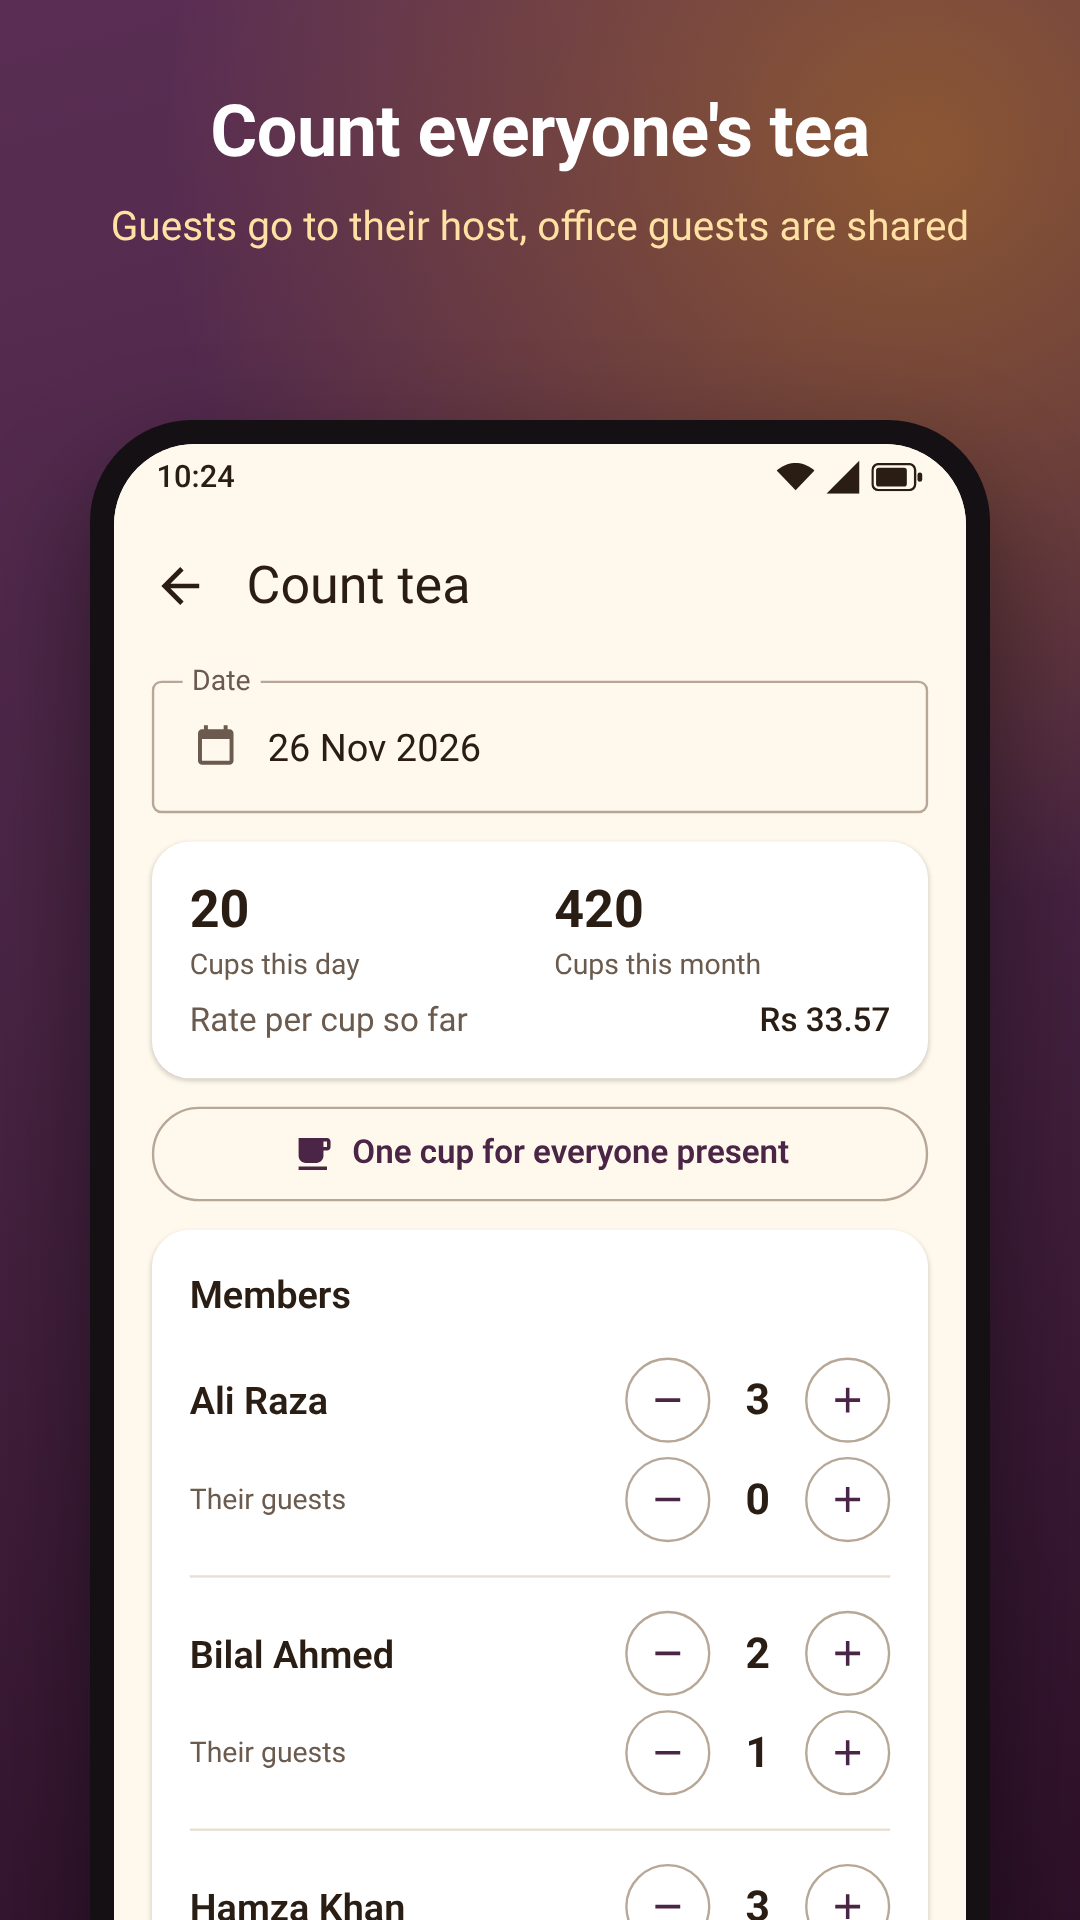 Count everyone's tea
Guests go to their host, office guests are shared
10:24
Count tea
Date
26 Nov 2026
20
420
Cups this day
Cups this month
Rate per cup so far
Rs 33.57
One cup for everyone present
Members
Ali Raza
3
Their guests
0
Bilal Ahmed
2
Their guests
1
Hamza Khan
3